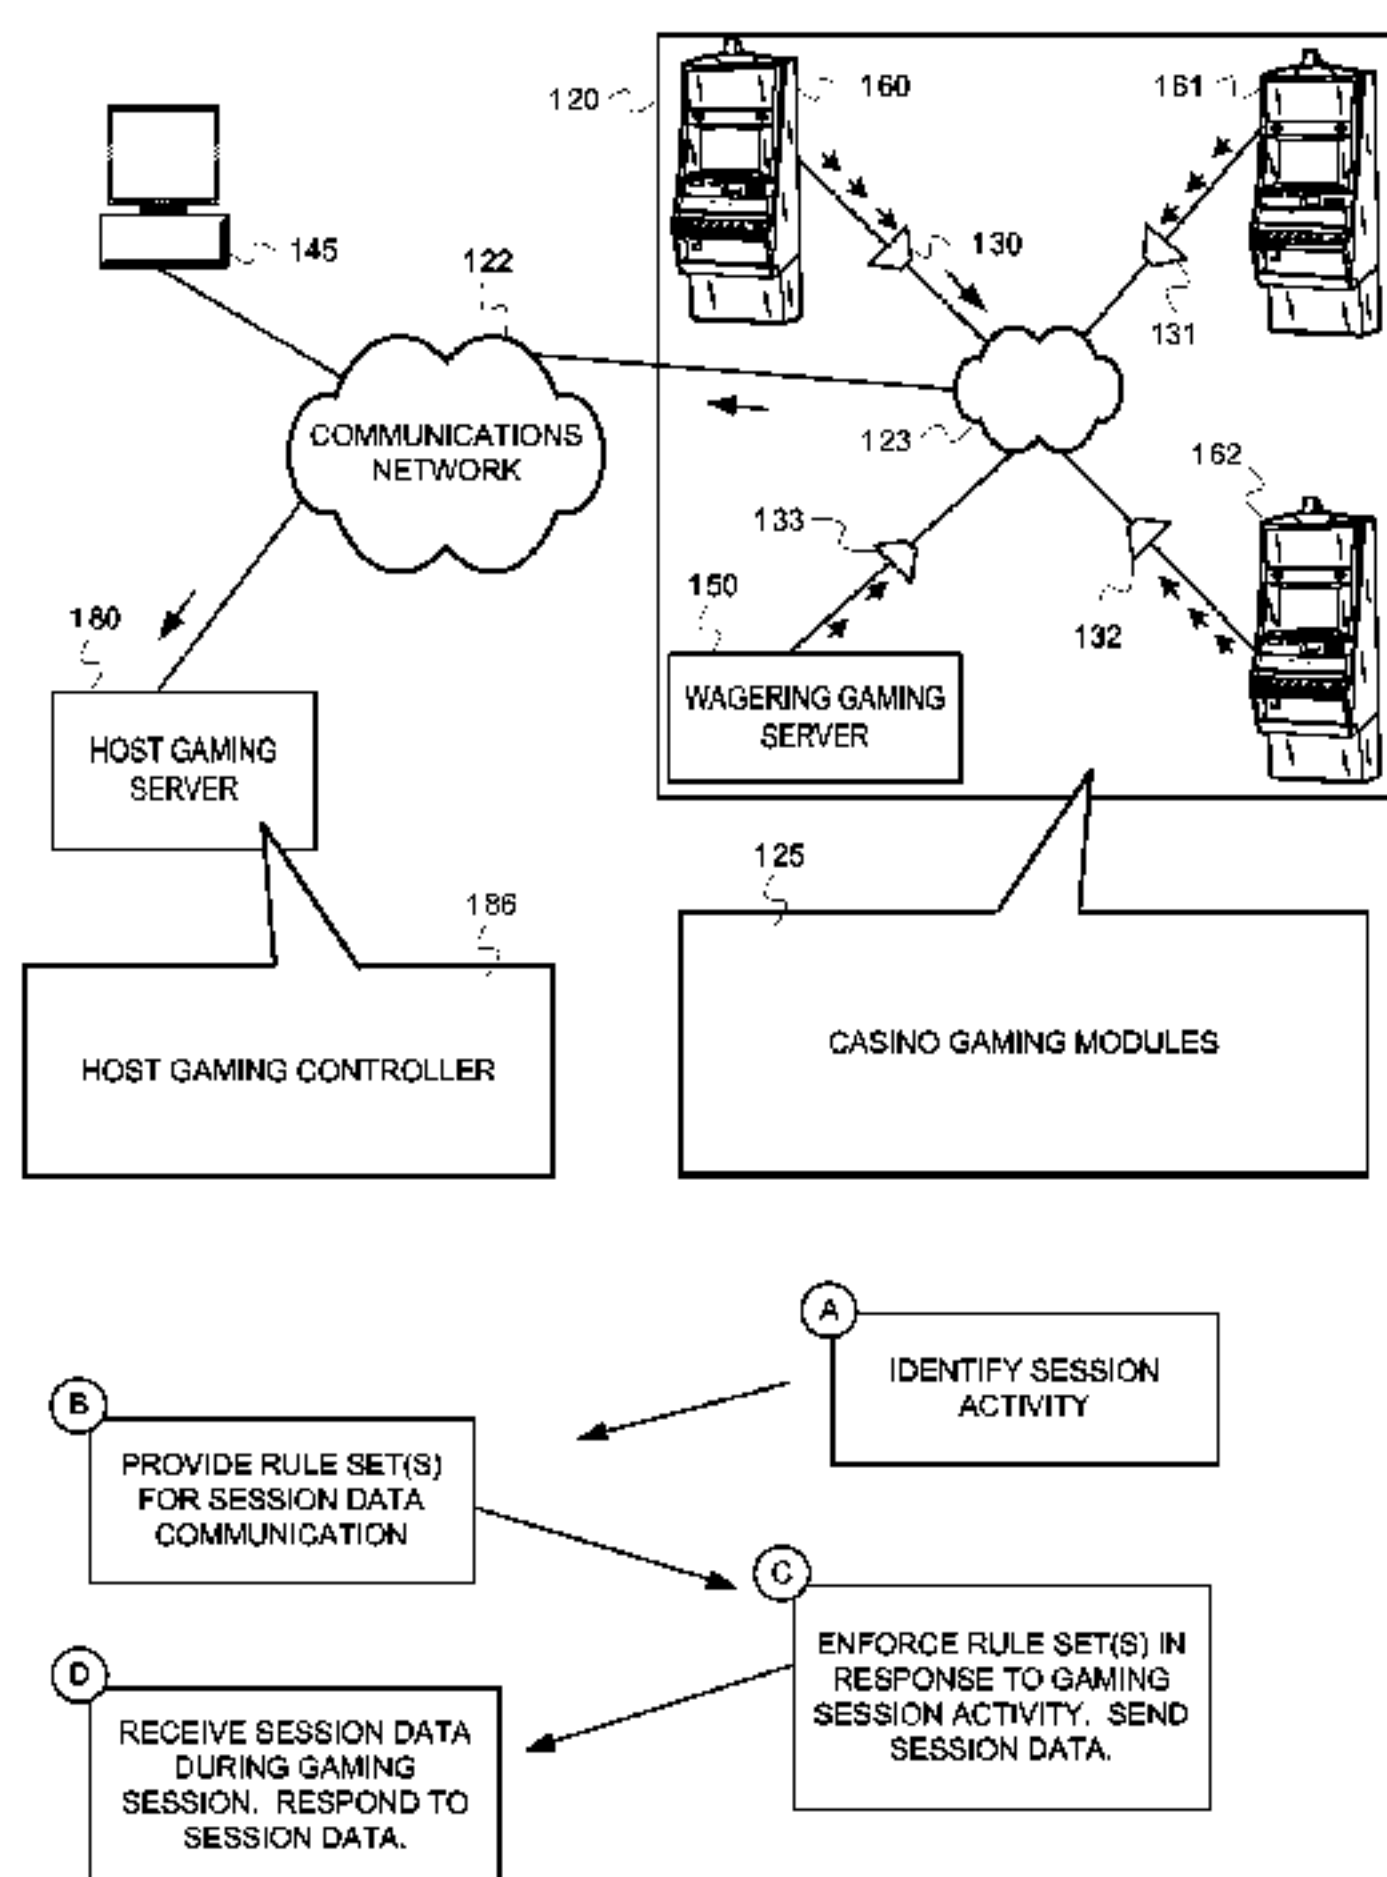 120
160
161
145
122
130
131
COMMUNICATIONS
NETWORK
123
162
133
150
132
180
WAGERING GAMING
SERVER
HOST GAMING
SERVER
125
186
CASINO GAMING MODULES
HOST GAMING CONTROLLER
A
IDENTIFY SESSION
ACTIVITY
B
PROVIDE RULE SET(S)
FOR SESSION DATA
COMMUNICATION
C
ENFORCE RULE SET(S) IN
RESPONSE TO GAMING
SESSION ACTIVITY. SEND
SESSION DATA.
D
RECEIVE SESSION DATA
DURING GAMING
SESSION. RESPOND TO
SESSION DATA.